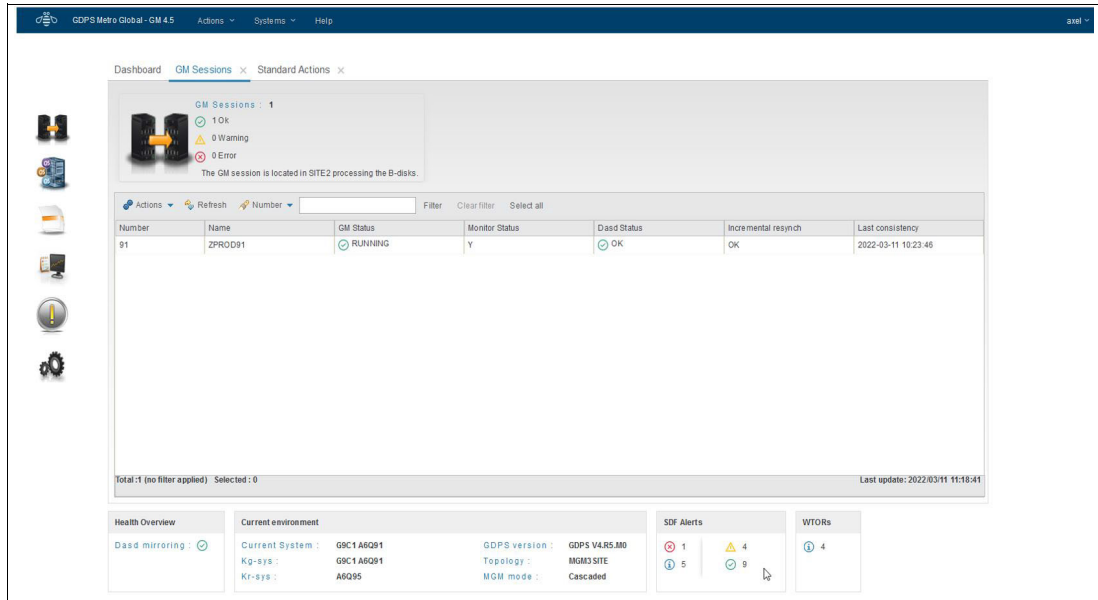 GDPS Metro Global - GM 4.5 Actions Systems Help axel
Dashboard GM Sessions Standard Actions
GM Sessions : 1
1 Ok
0 Warning
0 Error
The GM session is located in SITE2 processing the B-disks.
Actions Refresh Number Filter Clear filter Select all
Number Name GM Status Monitor Status Dasd Status Incremental resynch Last consistency
91 ZPROD91 RUNNING Y OK OK 2022-03-11 10:23:46
Total :1 (no filter applied) Selected : 0 Last update: 2022/03/11 11:18:41
Health Overview Current environment SDF Alerts WTORs
Dasd mirroring : Current System : G9C1 A6Q91 GDPS version : GDPS V4.R5.M0 1 4 4
Kg-sys : G9C1 A6Q91 Topology : MGM3 SITE 5 9
Kr-sys : A6Q95 MGM mode : Cascaded